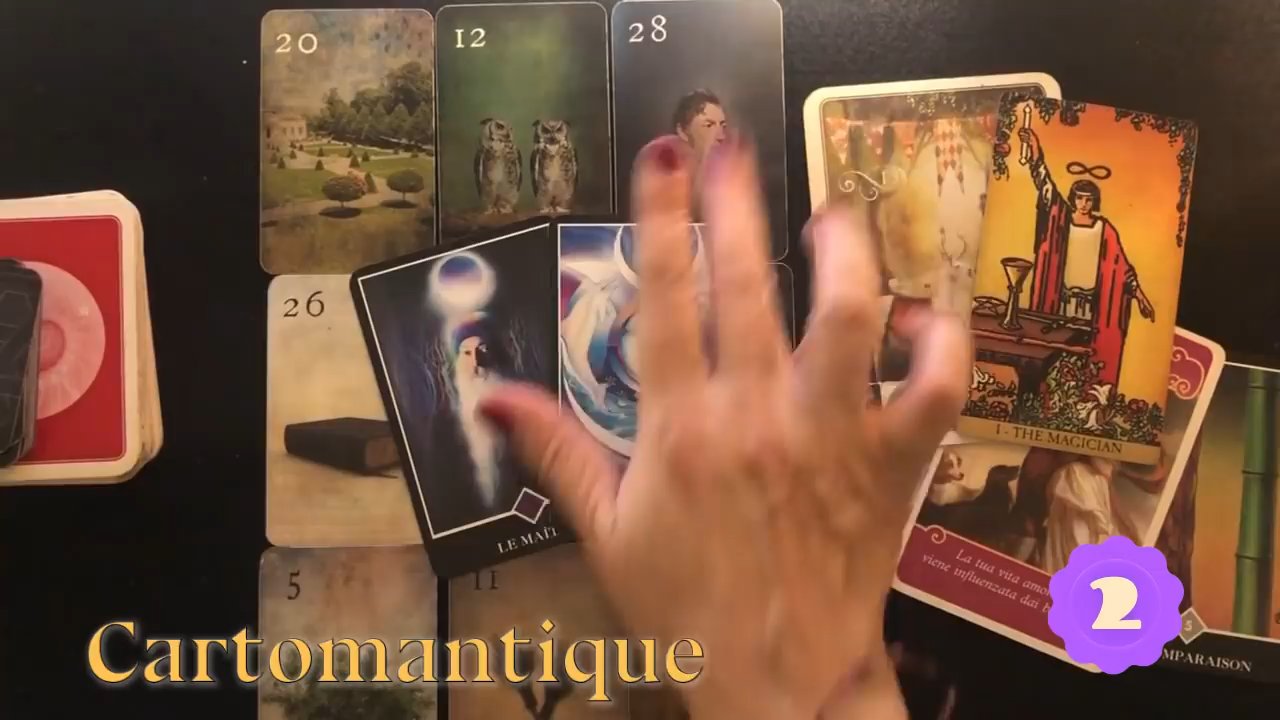 20
12
28
26
LE MAÎT
I - THE MAGICIAN
La tua vita amo
viene influenzata dai
5
11
5
MPARAISON
2
Cartomantique